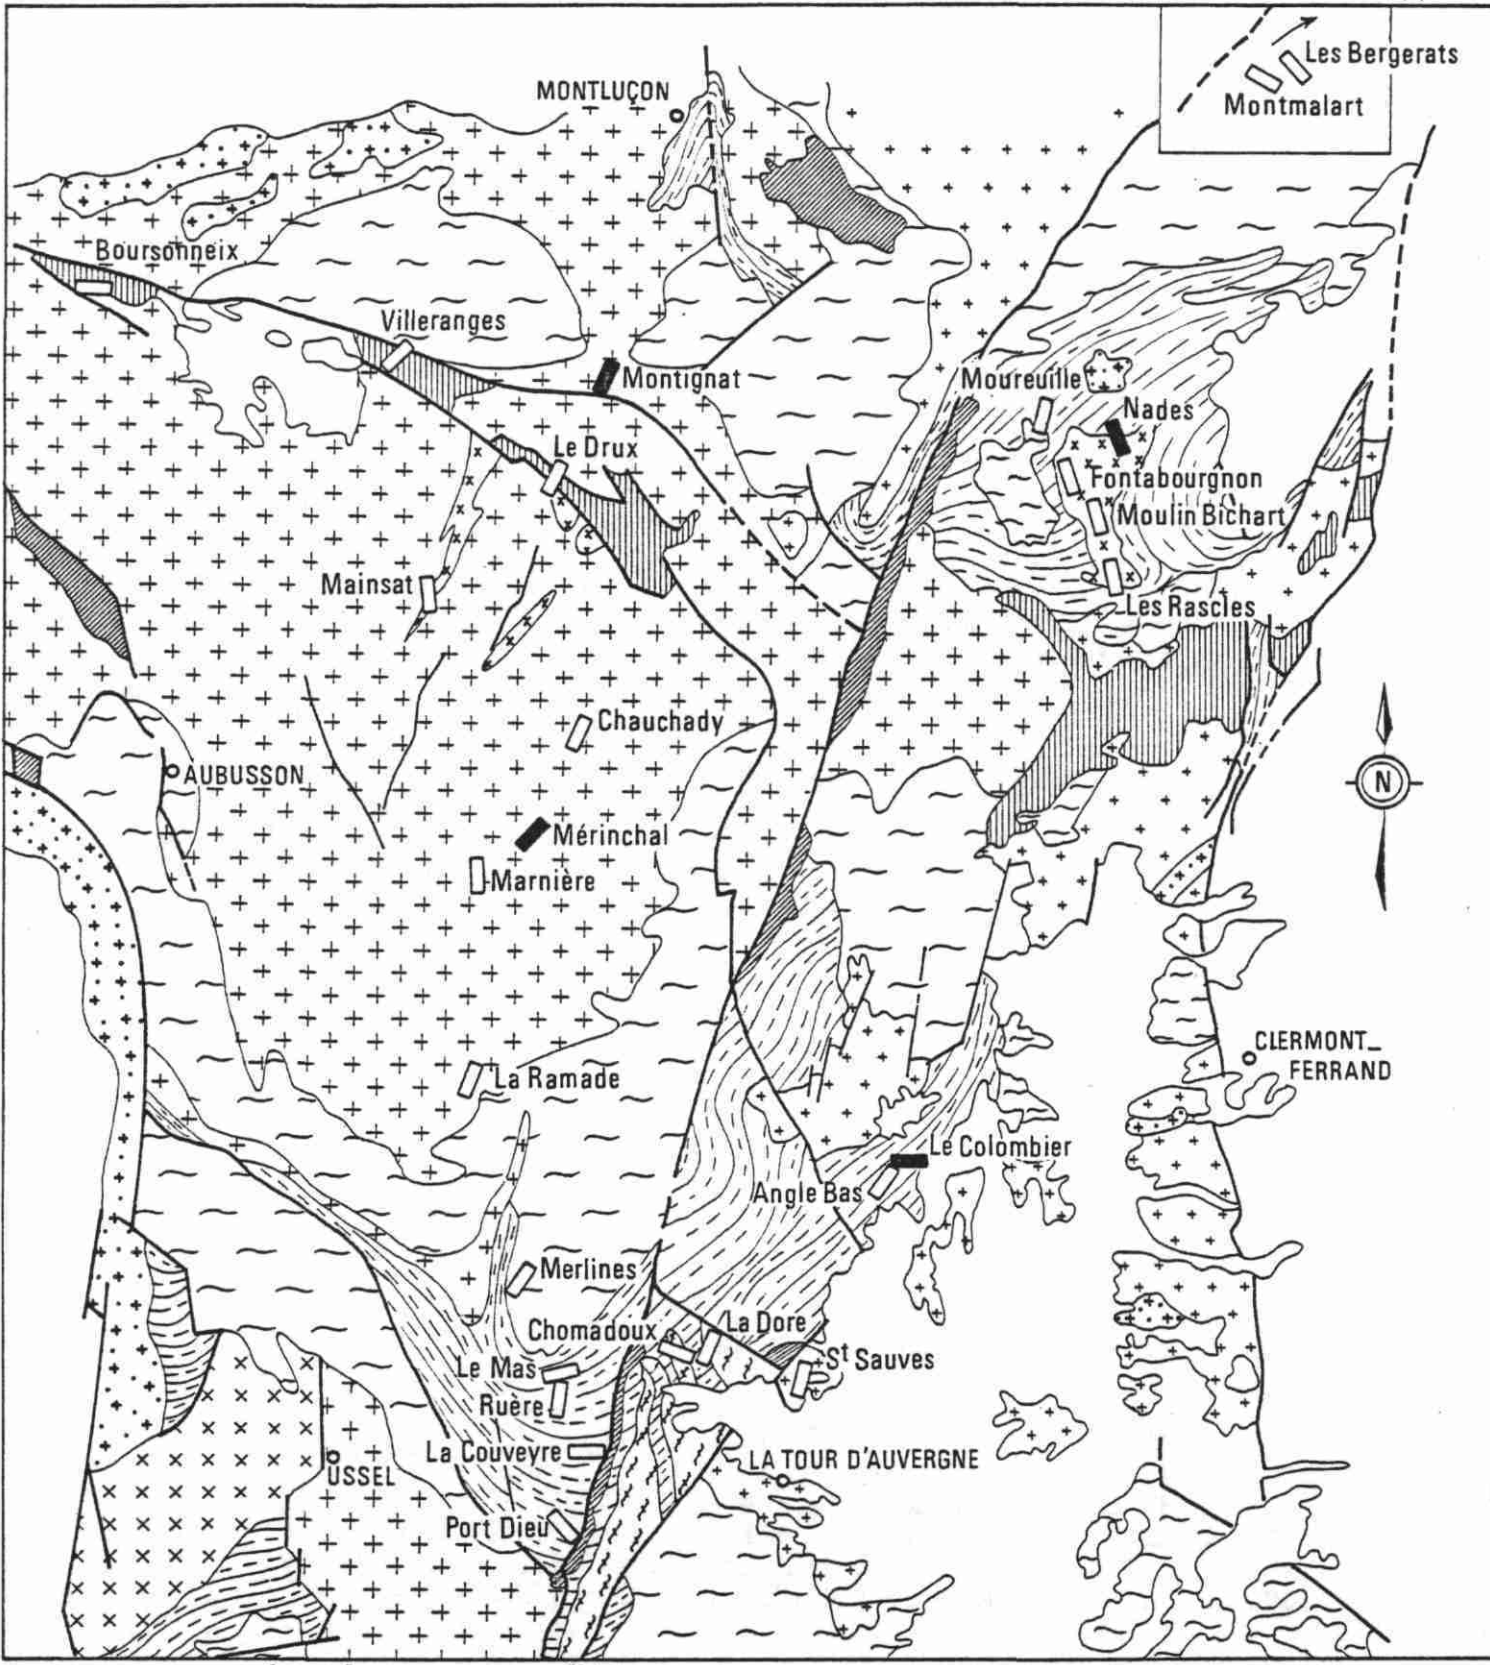 Les Bergerats
Montmalart
MONTLUÇON
Boursonneix
Villeranges
Montignat
Moureuille
Nades
Le Drux
Fontabourgnon
Moulin Bichart
Mainsat
Les Rascles
Chauchady
AUBUSSON
N
Mérinchal
Marnière
CLERMONT_
FERRAND
La Ramade
Le Colombier
Angle Bas
Merlines
La Dore
Chomadoux
St Sauves
Le Mas
Ruère
La Couveyre
LA TOUR D'AUVERGNE
USSEL
Port Dieu